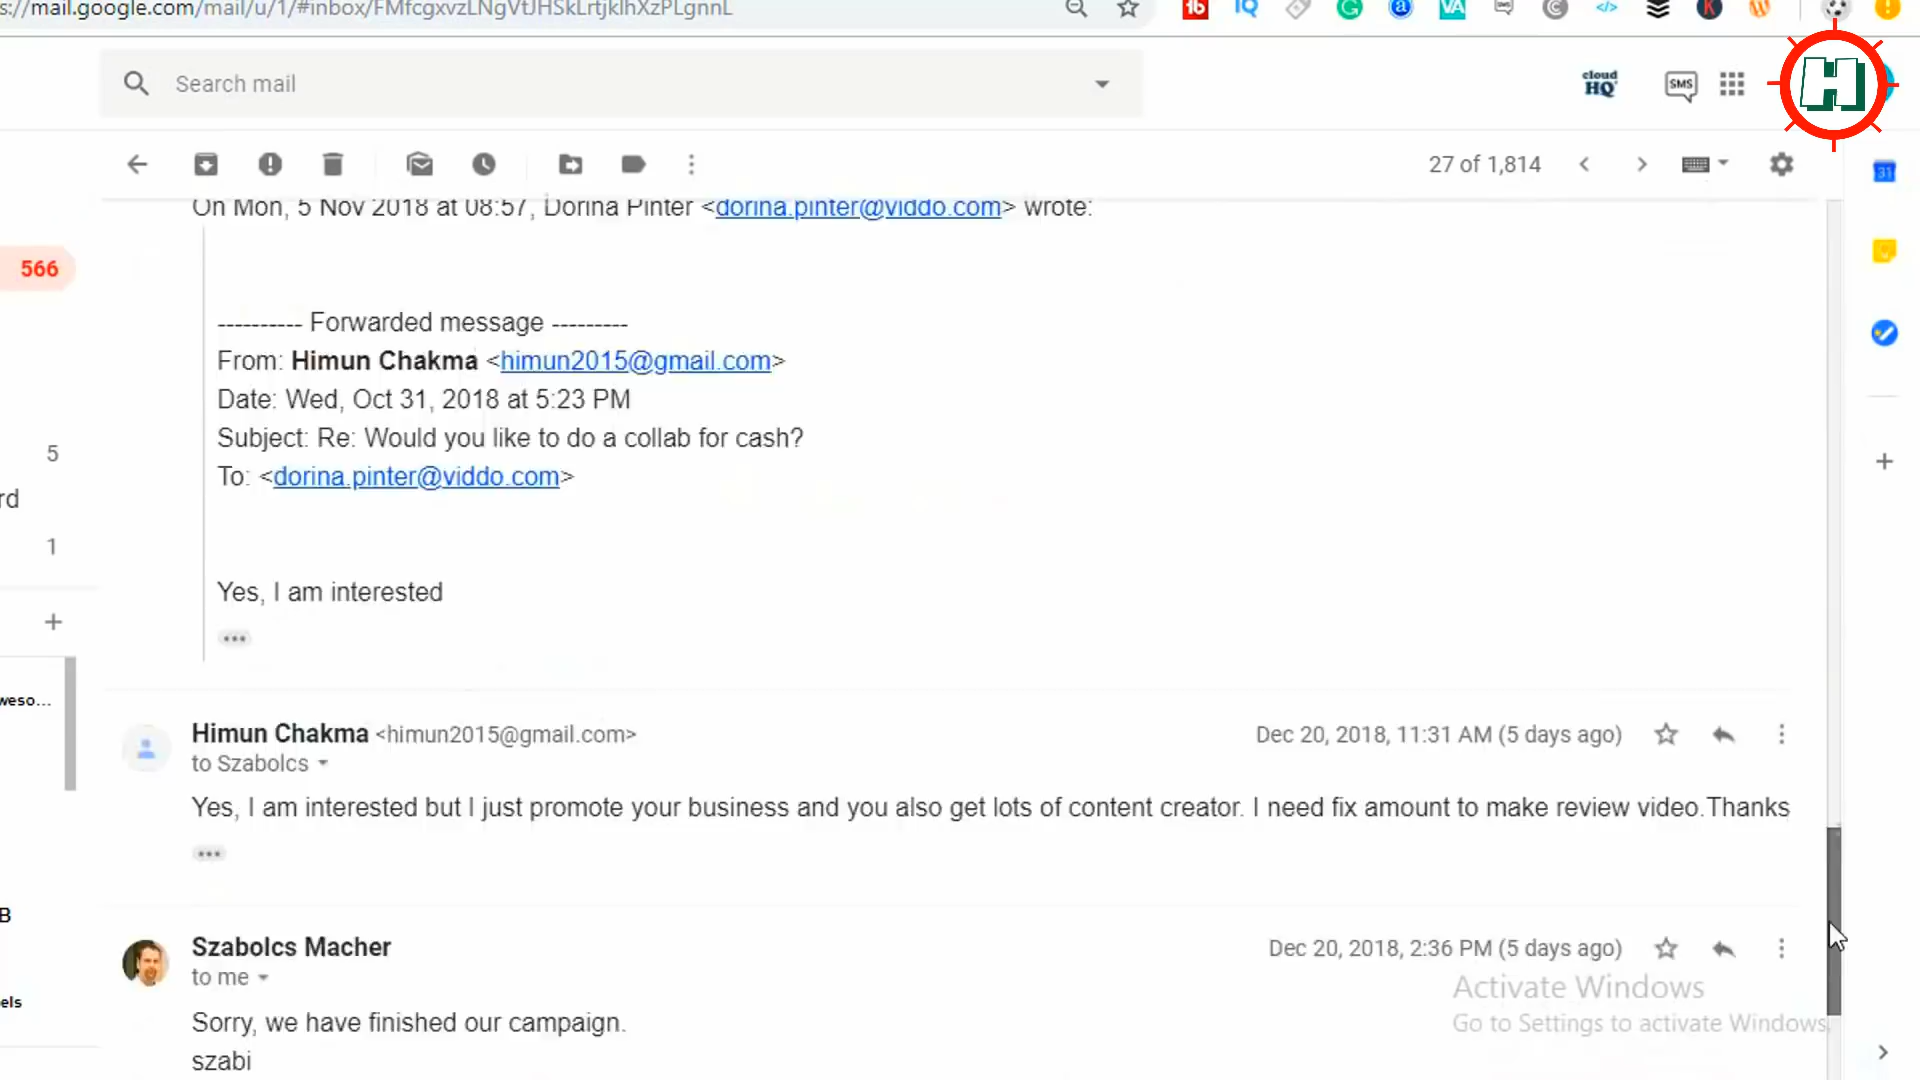 s://mail.google.com/mail/u/1/#inbox/FMfcgxvzLNgVtJHSkLrtjklhXzPLgnnL
16 IQ G a VA C </> K W
Search mail
cloud HQ
SMS
H
27 of 1,814
31
On Mon, 5 Nov 2018 at 08:57, Dorina Pinter <dorina.pinter@viddo.com> wrote:
566
---------- Forwarded message ---------
From: Himun Chakma <himun2015@gmail.com>
Date: Wed, Oct 31, 2018 at 5:23 PM
Subject: Re: Would you like to do a collab for cash?
To: <dorina.pinter@viddo.com>
5
rd
1
Yes, I am interested
weso...
Himun Chakma <himun2015@gmail.com>
Dec 20, 2018, 11:31 AM (5 days ago)
to Szabolcs
Yes, I am interested but I just promote your business and you also get lots of content creator. I need fix amount to make review video.Thanks
B
Szabolcs Macher
Dec 20, 2018, 2:36 PM (5 days ago)
to me
els
Sorry, we have finished our campaign.
szabi
Activate Windows
Go to Settings to activate Windows.